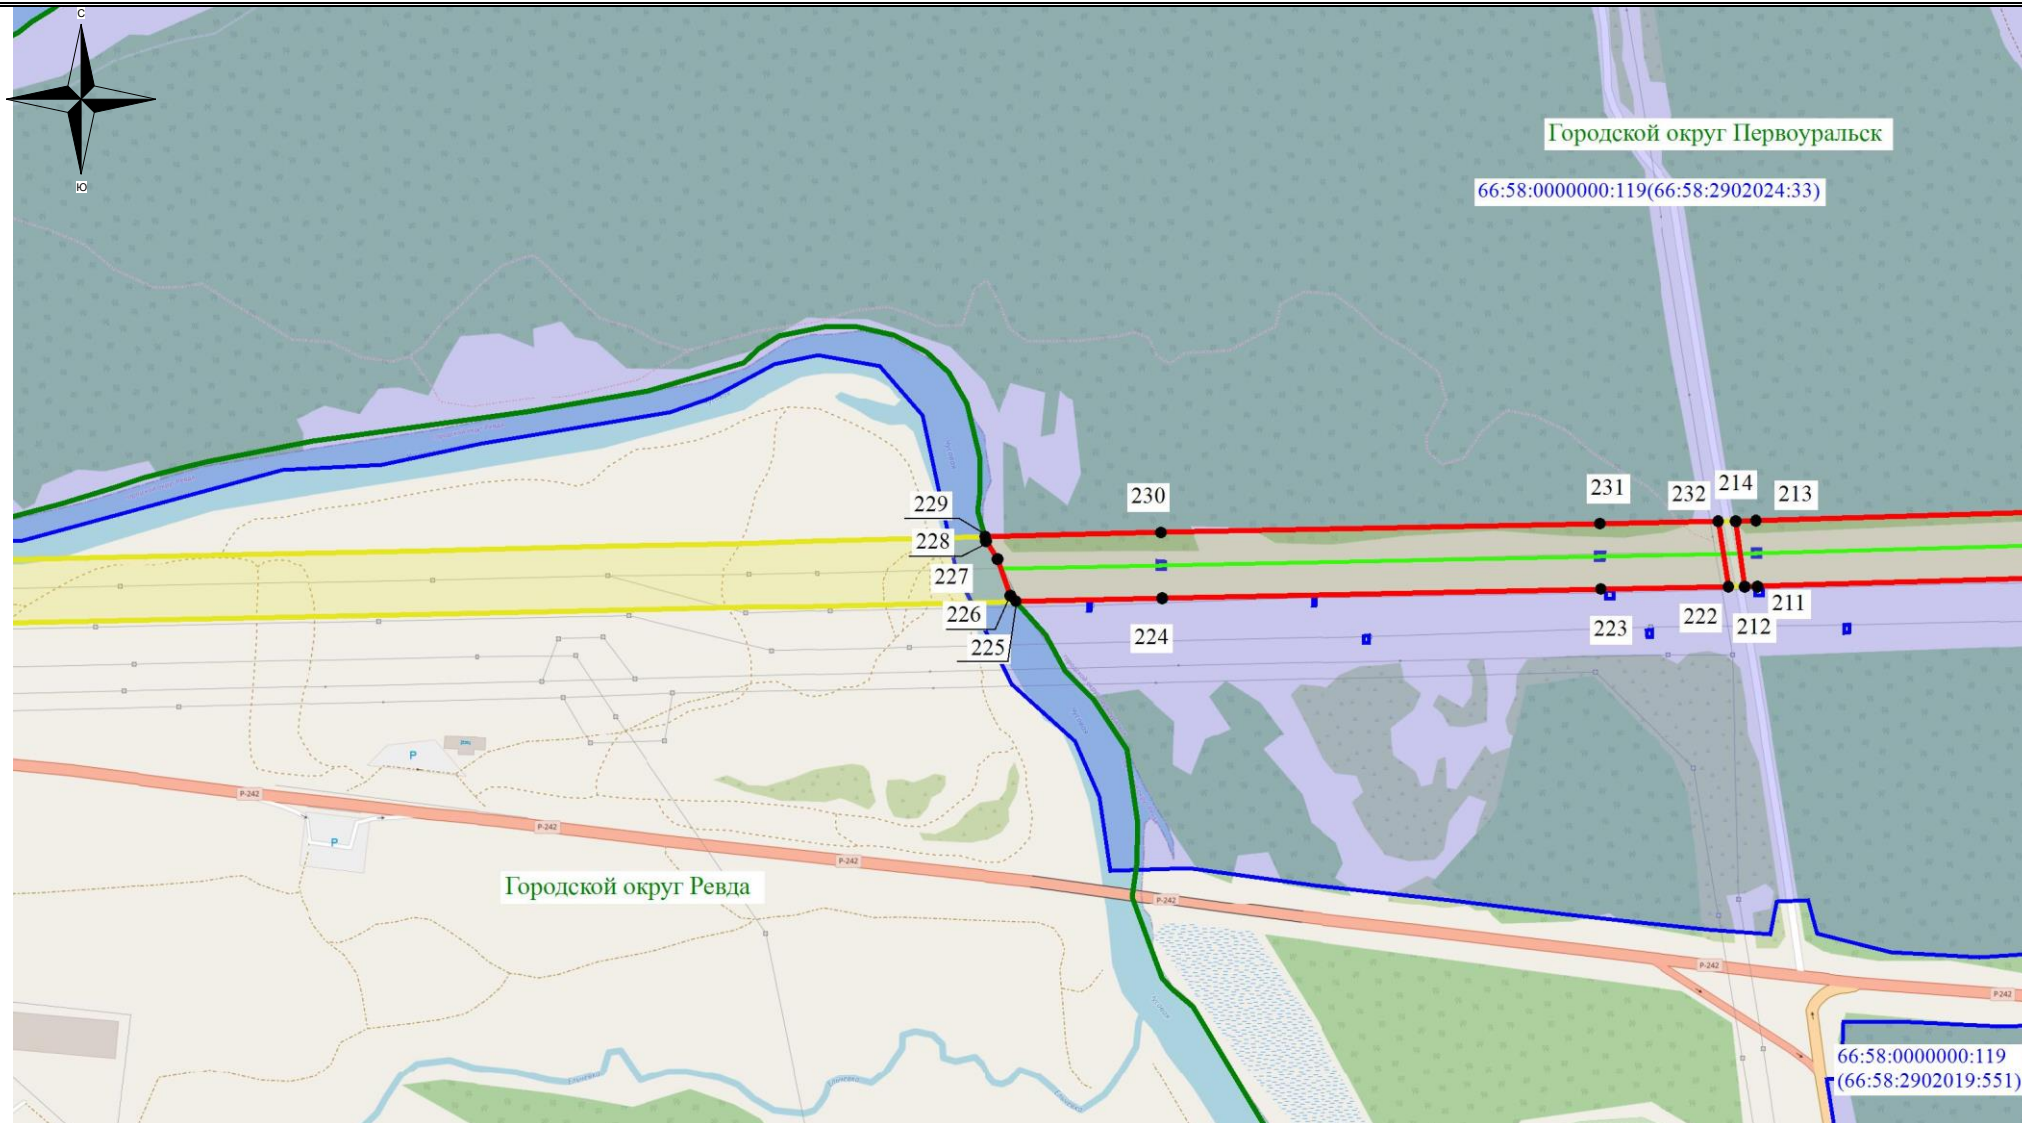 С
Ю
Городской округ Первоуральск
66:58:0000000:119(66:58:2902024:33)
229
230
231
232
214
213
228
227
226
225
224
223
222
212
211
P
P
Р-242
Р-242
Р-242
Р-242
Р-242
Р-242
Городской округ Ревда
66:58:0000000:119
(66:58:2902019:551)